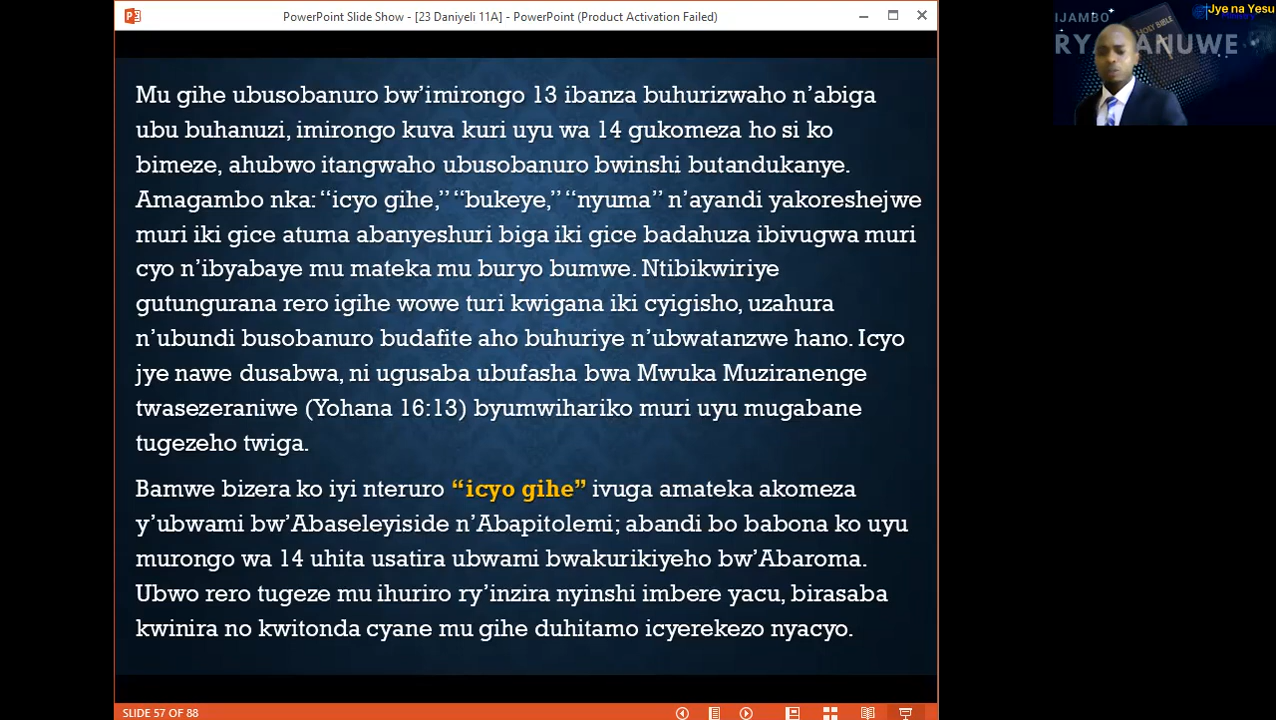 PowerPoint Slide Show - [23 Daniyeli 11A] - PowerPoint (Product Activation Failed)
Jye na Yesu
Ministry
IJAMBO
HOLY BIBLE
Mu gihe ubusobanuro bw’imirongo 13 ibanza buhurizwaho n’abiga
ubu buhanuzi, imirongo kuva kuri uyu wa 14 gukomeza ho si ko
bimeze, ahubwo itangwaho ubusobanuro bwinshi butandukanye.
Amagambo nka: “icyo gihe,” “bukeye,” “nyuma” n’ayandi yakoreshejwe
muri iki gice atuma abanyeshuri biga iki gice badahuza ibivugwa muri
cyo n’ibyabaye mu mateka mu buryo bumwe. Ntibikwiriye
gutungurana rero igihe wowe turi kwigana iki cyigisho, uzahura
n’ubundi busobanuro budafite aho buhuriye n’ubwatanzwe hano. Icyo
jye nawe dusabwa, ni ugusaba ubufasha bwa Mwuka Muziranenge
twasezeraniwe (Yohana 16:13) byumwihariko muri uyu mugabane
tugezeho twiga.
Bamwe bizera ko iyi nteruro “icyo gihe” ivuga amateka akomeza
y’ubwami bw’Abaseleyiside n’Abapitolemi; abandi bo babona ko uyu
murongo wa 14 uhita usatira ubwami bwakurikiyeho bw’Abaroma.
Ubwo rero tugeze mu ihuriro ry’inzira nyinshi imbere yacu, birasaba
kwinira no kwitonda cyane mu gihe duhitamo icyerekezo nyacyo.
SLIDE 57 OF 88